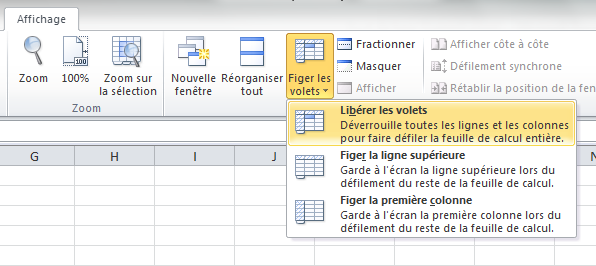 Affichage
Zoom
100%
Zoom sur
la sélection
Nouvelle
fenêtre
Réorganiser
tout
Figer les
volets
Fractionner
Masquer
Afficher
Afficher côte à côte
Défilement synchrone
Rétablir la position de la fen
Zoom
Libérer les volets
Déverrouille toutes les lignes et les colonnes
pour faire défiler la feuille de calcul entière.
Figer la ligne supérieure
Garde à l'écran la ligne supérieure lors du
défilement du reste de la feuille de calcul.
Figer la première colonne
Garde à l'écran la première colonne lors du
défilement du reste de la feuille de calcul.
G H I J N